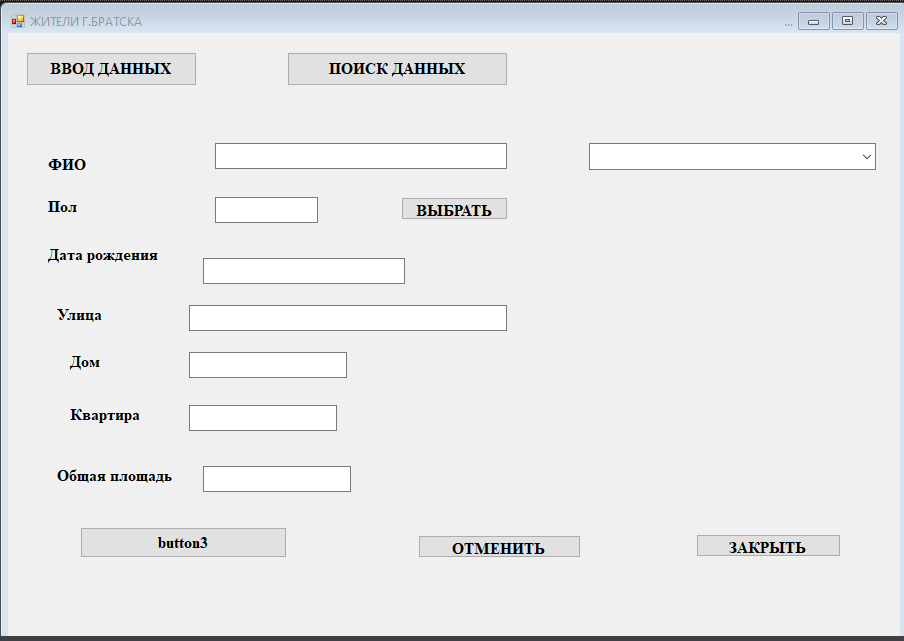 ЖИТЕЛИ Г.БРАТСКА ...
ВВОД ДАННЫХ ПОИСК ДАННЫХ
ФИО
Пол ВЫБРАТЬ
Дата рождения
Улица
Дом
Квартира
Общая площадь
button3 ОТМЕНИТЬ ЗАКРЫТЬ